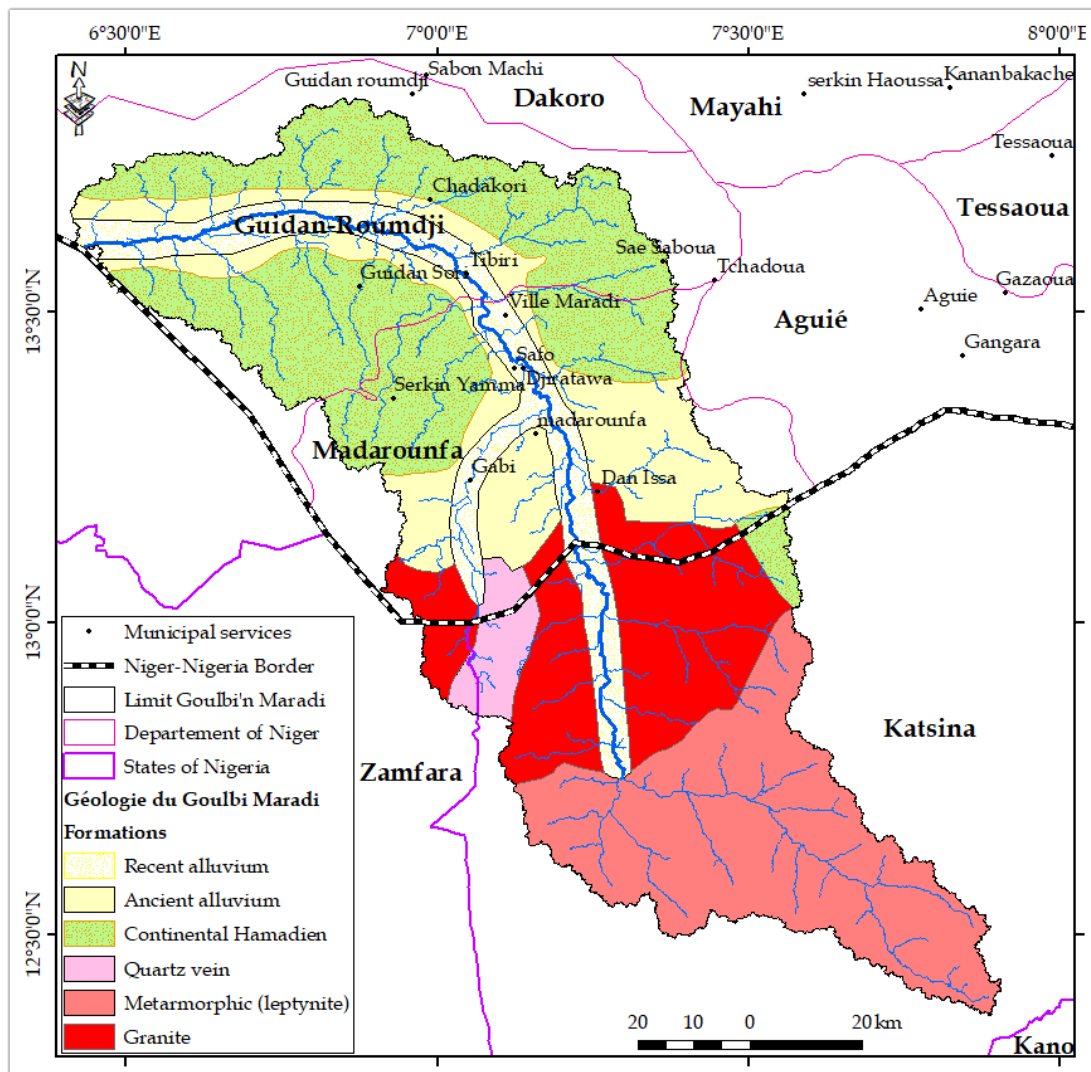 6°30'0"E 7°0'0"E 7°30'0"E 8°0'0"E
N
Sabon Machi
Guidan roumdji
Dakoro
Mayahi
serkin Haoussa
Kananbakache
Tessaoua
Chadakori
Tessaoua
Guidan-Roumdji
Sae Saboua
Tibiri
Tchadoua
Guidan Sori
Gazaoua
Ville Maradi
Aguie
13°30'0"N
Aguié
Gangara
Safo
Djiratawa
Serkin Yamma
madarounfa
Madarounfa
Gabi
Dan Issa
13°0'0"N
Municipal services
Niger-Nigeria Border
Limit Goulbi'n Maradi
Departement of Niger
States of Nigeria
Géologie du Goulbi Maradi
Formations
Recent alluvium
Ancient alluvium
Continental Hamadien
Quartz vein
Metarmorphic (leptynite)
Granite
Katsina
Zamfara
12°30'0"N
20 10 0 20 km
Kano